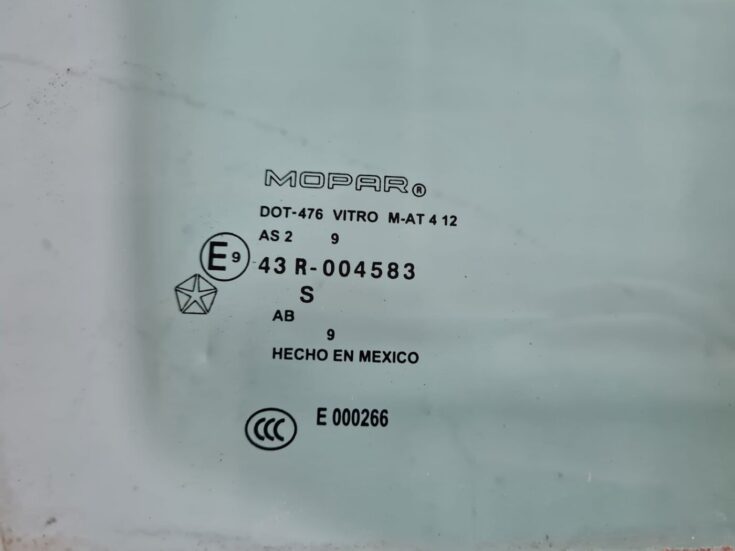 MOPAR®
DOT-476 VITRO M-AT 4 12
AS 2 9
E9 43 R-004583
S
AB
9
HECHO EN MEXICO
CCC E 000266